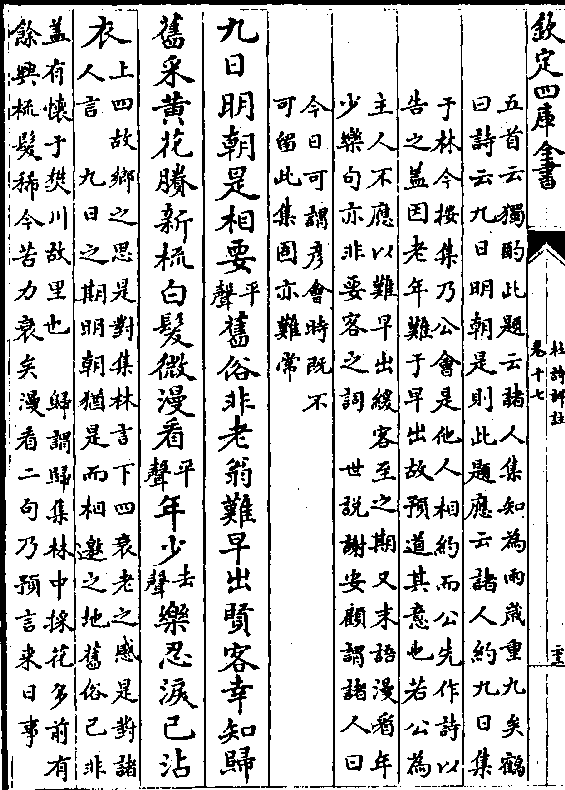 欽定四庫全書
杜詩詳註
卷十七
五首云獨酌此題云諸人集知為兩歳重九矣鶴
曰詩云九日明朝是則此題應云諸人約九日集
于林今按集乃公會是他人相約而公先作詩以
告之盖因老年難于早出故預道其意也若公為
主人不應以難早出緩客至之期又末語漫看年
少樂句亦非要客之詞 世說謝安顧謂諸人曰
今日可謂彦會時既不
可留此集固亦難常
九日明朝是相要平聲舊俗非老翁難早出賢客幸知歸
舊采黄花賸新梳白髮微漫看平聲年少去聲樂忍淚已沾
衣
上四故鄉之思是對集林言下四衰老之感是對諸
人言 九日之期明朝猶是而相邀之地舊俗已非
盖有懷于樊川故里也 歸謂歸集林中採花多前有
餘興梳髮稀今苦力衰矣漫看二句乃預言来日事